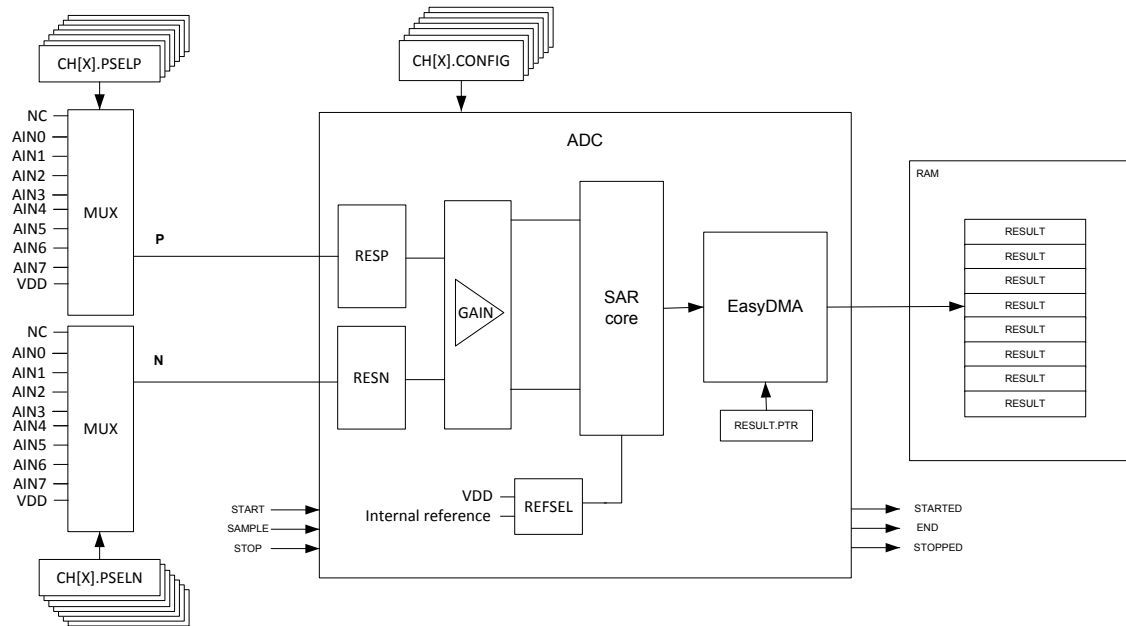 CH[X].PSELP
CH[X].CONFIG
NC
AIN0
AIN1
AIN2
AIN3
AIN4
AIN5
AIN6
AIN7
VDD
MUX
P
NC
AIN0
AIN1
AIN2
AIN3
AIN4
AIN5
AIN6
AIN7
VDD
MUX
N
CH[X].PSELN
ADC
RESP
RESN
GAIN
SAR
core
EasyDMA
RESULT.PTR
VDD
Internal reference
REFSEL
START
SAMPLE
STOP
STARTED
END
STOPPED
RAM
RESULT
RESULT
RESULT
RESULT
RESULT
RESULT
RESULT
RESULT